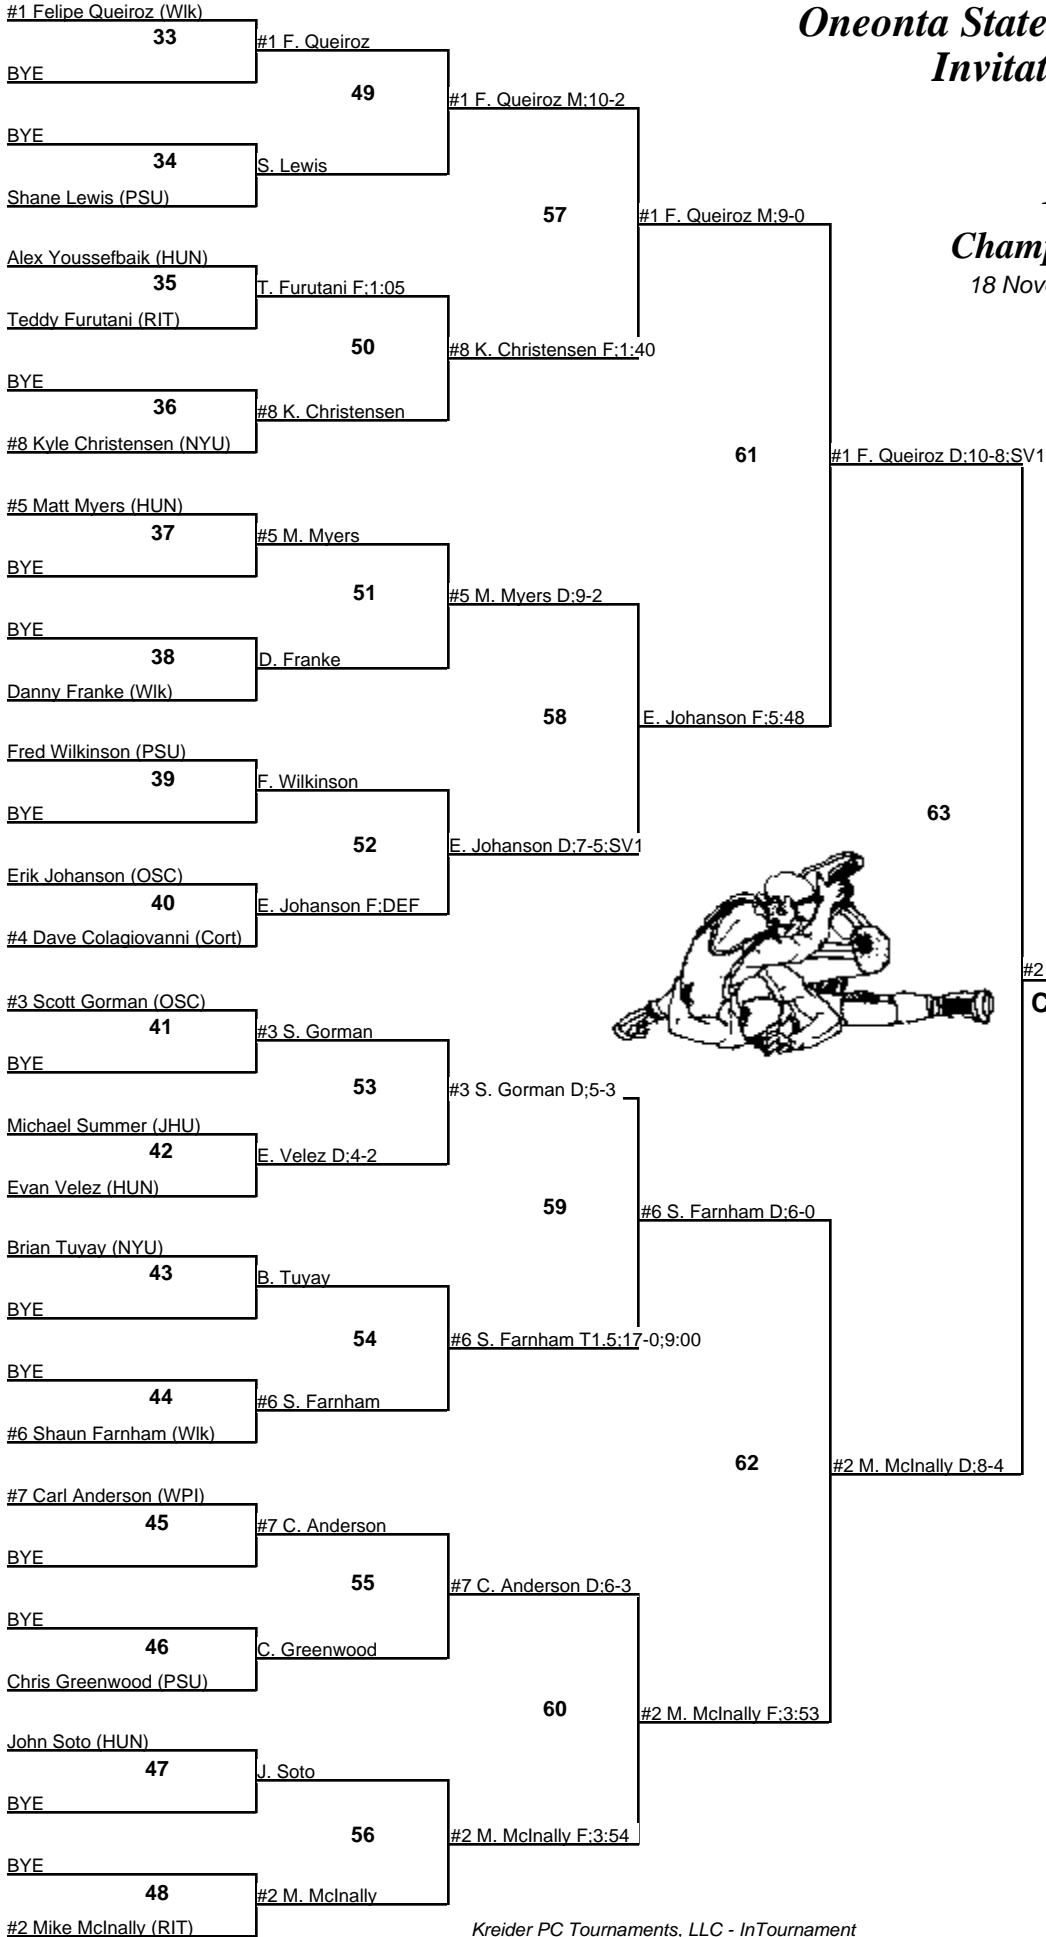 #1 Felipe Queiroz (Wlk)
33
BYE
#1 F. Queiroz
49
BYE
34
Shane Lewis (PSU)
S. Lewis
#1 F. Queiroz M;10-2
57
Alex Youssefbaik (HUN)
35
Teddy Furutani (RIT)
T. Furutani F;1:05
50
BYE
36
#8 Kyle Christensen (NYU)
#8 K. Christensen
#8 K. Christensen F;1:40
#1 F. Queiroz M;9-0
61
#5 Matt Myers (HUN)
37
BYE
#5 M. Myers
51
BYE
38
Danny Franke (Wlk)
D. Franke
#5 M. Myers D;9-2
58
Fred Wilkinson (PSU)
39
BYE
F. Wilkinson
52
Erik Johanson (OSC)
40
#4 Dave Colagiovanni (Cort)
E. Johanson F;DEF
E. Johanson D;7-5;SV1
E. Johanson F;5:48
#1 F. Queiroz D;10-8;SV1
63
#3 Scott Gorman (OSC)
41
BYE
#3 S. Gorman
53
Michael Summer (JHU)
42
Evan Velez (HUN)
E. Velez D;4-2
#3 S. Gorman D;5-3
59
Brian Tuyay (NYU)
43
BYE
B. Tuyay
54
BYE
44
#6 Shaun Farnham (Wlk)
#6 S. Farnham
#6 S. Farnham T1.5;17-0;9:00
#6 S. Farnham D;6-0
62
#7 Carl Anderson (WPI)
45
BYE
#7 C. Anderson
55
BYE
46
Chris Greenwood (PSU)
C. Greenwood
#7 C. Anderson D;6-3
60
John Soto (HUN)
47
BYE
J. Soto
56
BYE
48
#2 Mike McInally (RIT)
#2 M. McInally
#2 M. McInally F;3:54
#2 M. McInally F;3:53
#2 M. McInally D;8-4
#2
C
Oneonta State
Invitat
Champ
18 Nov
Kreider PC Tournaments, LLC - InTournament